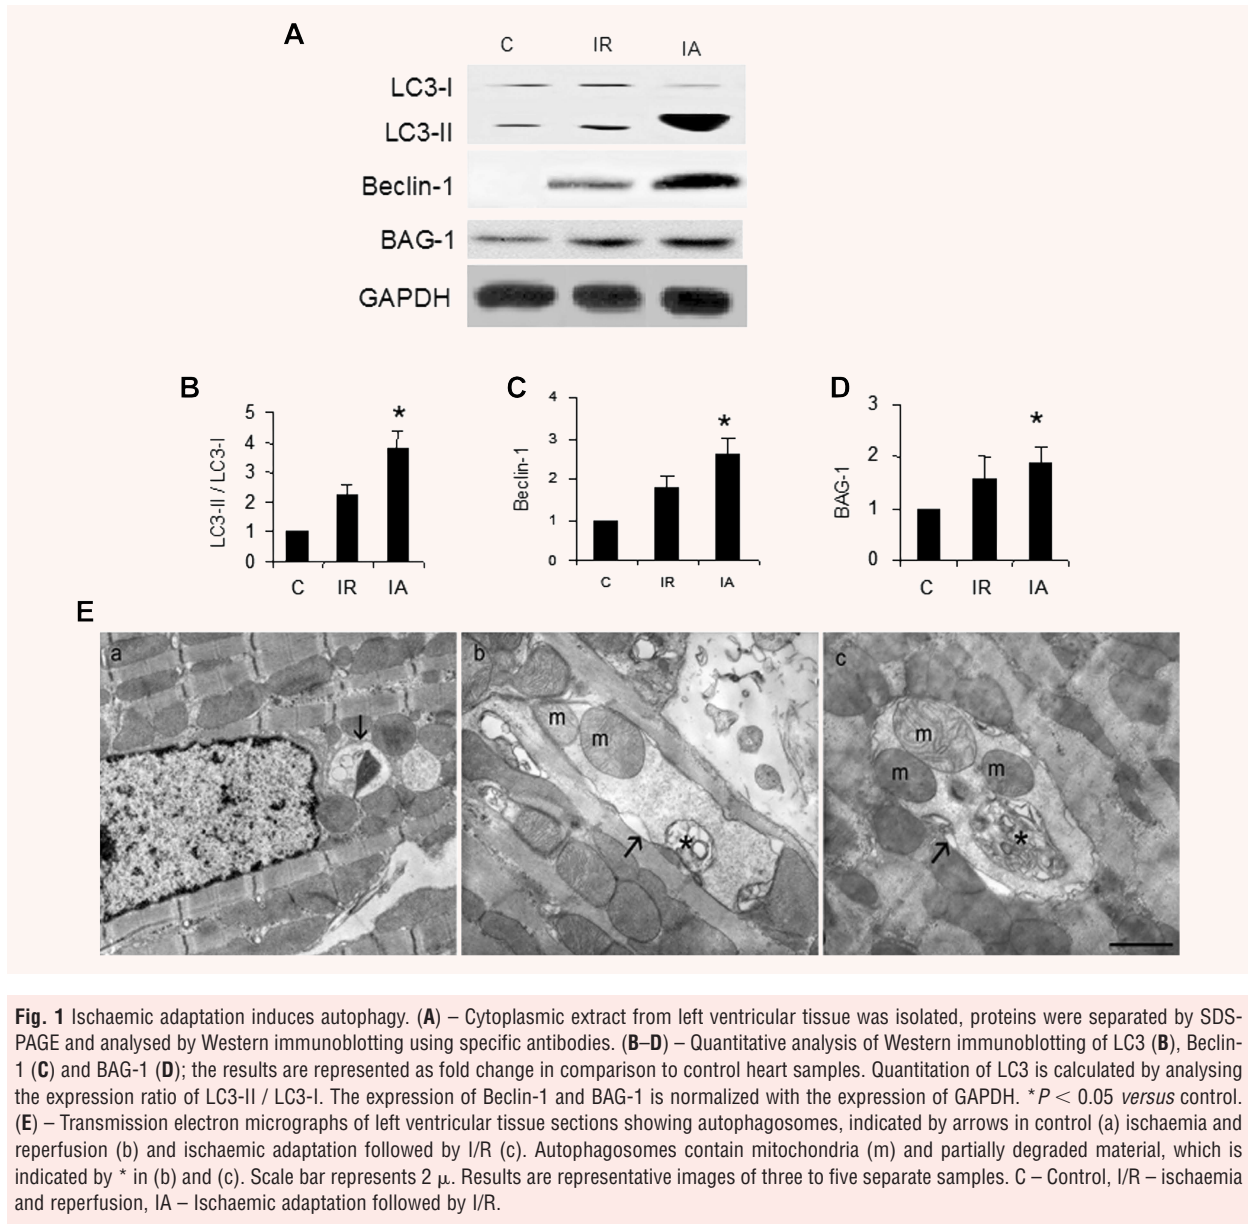 A
C IR IA
LC3-I
LC3-II
Beclin-1
BAG-1
GAPDH
B
LC3-II / LC3-I
5
4
3
2
1
0
C IR IA
*
C
Beclin-1
4
3
2
1
0
C IR IA
*
D
BAG-1
3
2
1
0
C IR IA
*
E
a
b
m
m
*
c
m
m
m
*
Fig. 1 Ischaemic adaptation induces autophagy. (A) – Cytoplasmic extract from left ventricular tissue was isolated, proteins were separated by SDS-
PAGE and analysed by Western immunoblotting using specific antibodies. (B–D) – Quantitative analysis of Western immunoblotting of LC3 (B), Beclin-
1 (C) and BAG-1 (D); the results are represented as fold change in comparison to control heart samples. Quantitation of LC3 is calculated by analysing
the expression ratio of LC3-II / LC3-I. The expression of Beclin-1 and BAG-1 is normalized with the expression of GAPDH. *P < 0.05 versus control.
(E) – Transmission electron micrographs of left ventricular tissue sections showing autophagosomes, indicated by arrows in control (a) ischaemia and
reperfusion (b) and ischaemic adaptation followed by I/R (c). Autophagosomes contain mitochondria (m) and partially degraded material, which is
indicated by * in (b) and (c). Scale bar represents 2 μ. Results are representative images of three to five separate samples. C – Control, I/R – ischaemia
and reperfusion, IA – Ischaemic adaptation followed by I/R.